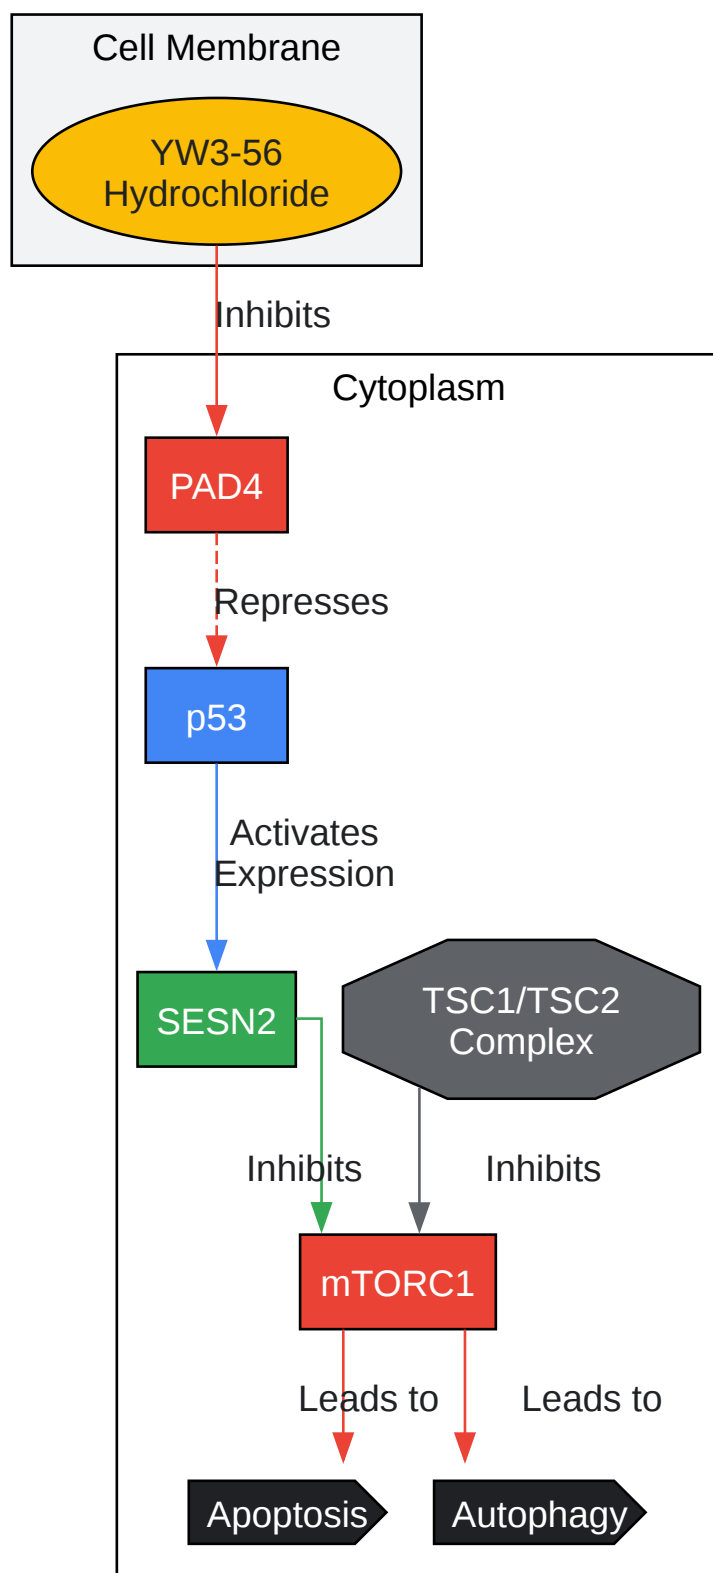 Cell Membrane
YW3-56
Hydrochloride
Inhibits
Cytoplasm
PAD4
Represses
p53
Activates
Expression
SESN2
TSC1/TSC2
Complex
Inhibits
Inhibits
mTORC1
Leads to
Leads to
Apoptosis
Autophagy